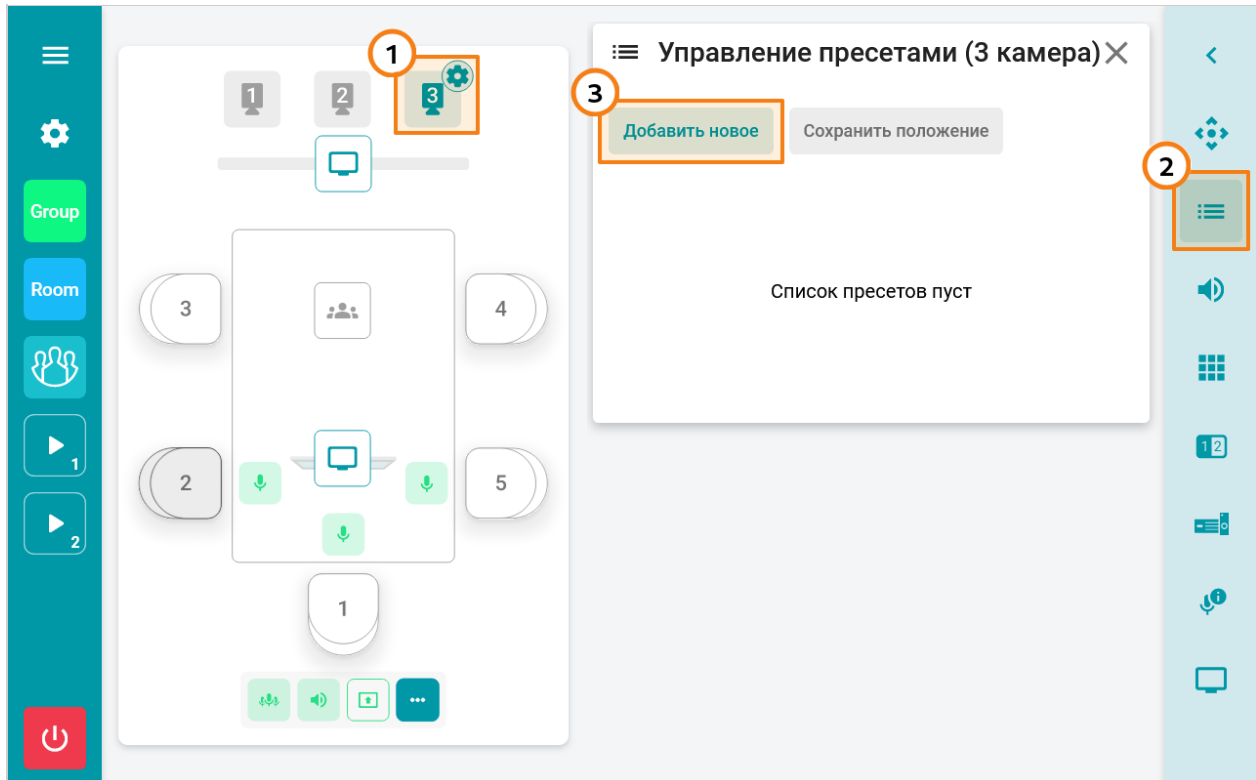 1
1
2
3
Управление пресетами (3 камера)
3
Добавить новое
Сохранить положение
2
Group
Room
3
4
Список пресетов пуст
1 2
1
2
5
2
1